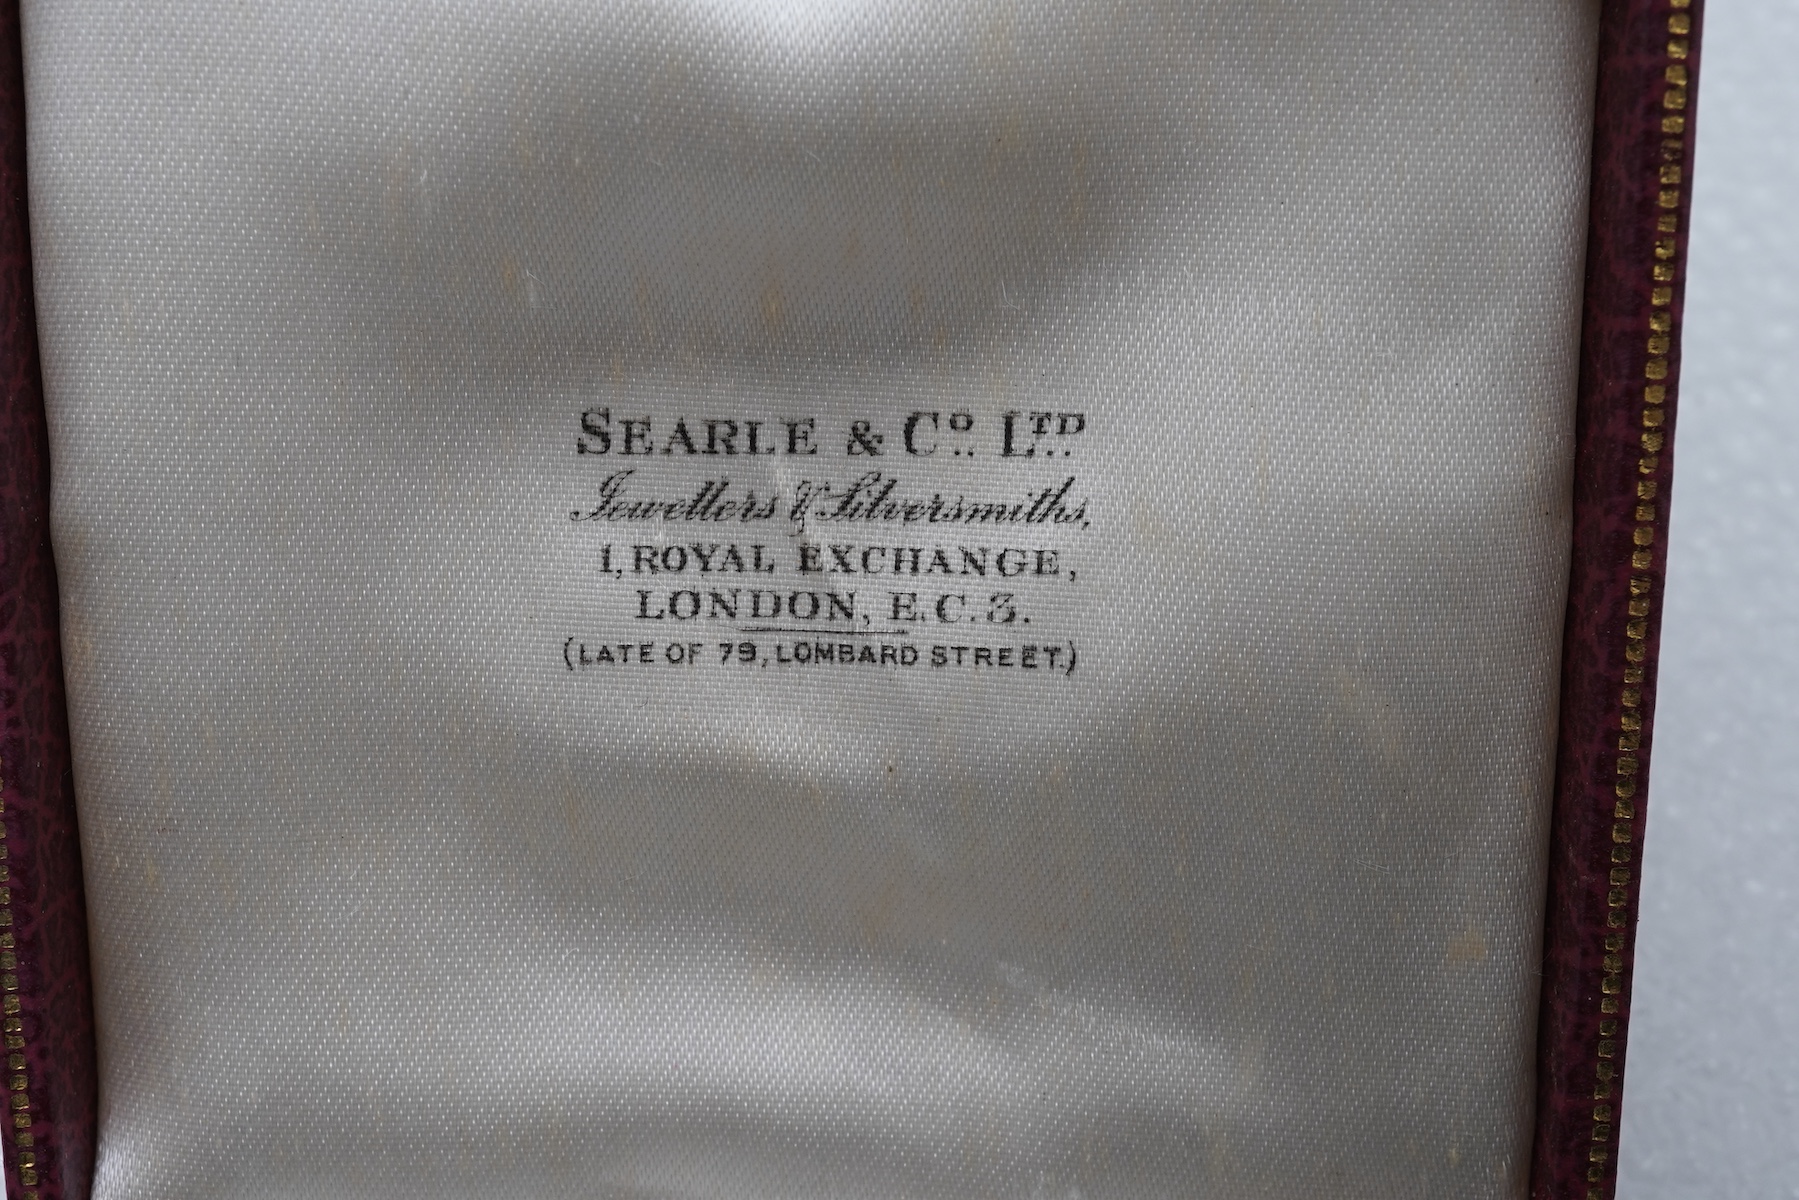 SEARLE & Co. LTD.
Jewellers & Silversmiths,
1, ROYAL EXCHANGE,
LONDON, E.C.3.
(LATE OF 79, LOMBARD STREET.)